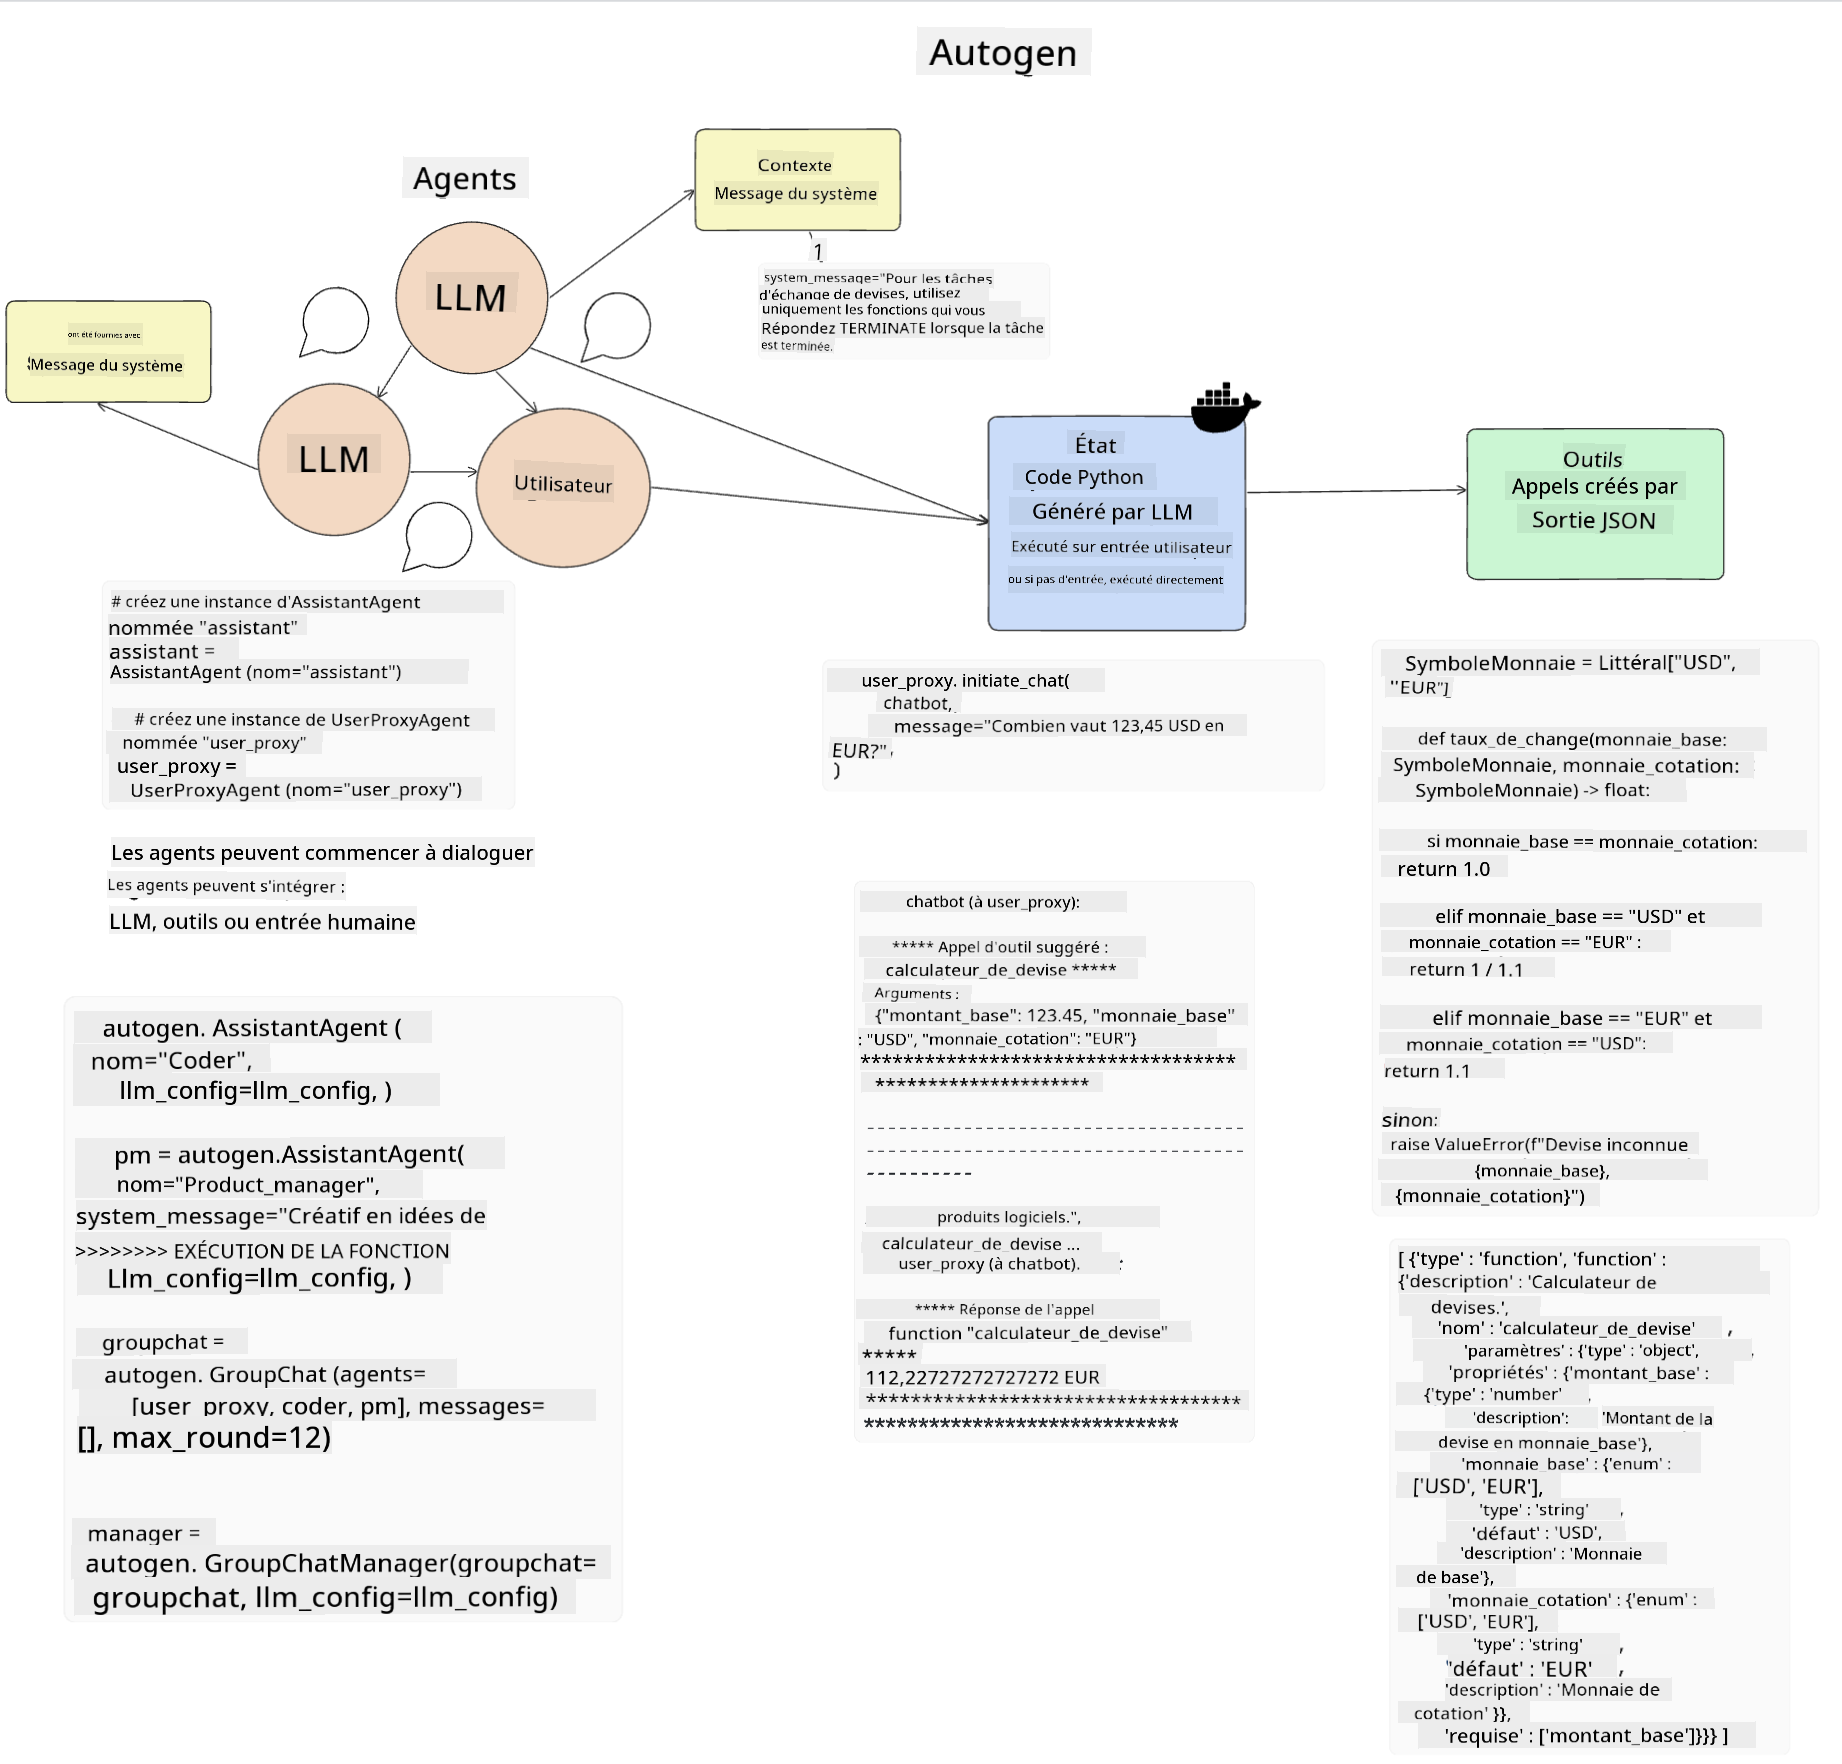 Autogen
Agents
Contexte
Message du système
1
system_message="Pour les tâches
d'échange de devises, utilisez
uniquement les fonctions qui vous
Répondez TERMINATE lorsque la tâche
est terminée.
LLM
ont été fournies avec
Message du système
LLM
Utilisateur
État
Code Python
Généré par LLM
Exécuté sur entrée utilisateur
ou si pas d'entrée, exécuté directement
Outils
Appels créés par
Sortie JSON
# créez une instance d'AssistantAgent
nommée "assistant"
assistant =
AssistantAgent (nom="assistant")
# créez une instance de UserProxyAgent
nommée "user_proxy"
user_proxy =
UserProxyAgent (nom="user_proxy")
Les agents peuvent commencer à dialoguer
Les agents peuvent s'intégrer :
LLM, outils ou entrée humaine
autogen. AssistantAgent (
nom="Coder",
llm_config=llm_config, )
pm = autogen.AssistantAgent(
nom="Product_manager",
system_message="Créatif en idées de
>>>>>>>> EXÉCUTION DE LA FONCTION
Llm_config=llm_config, )
groupchat =
autogen. GroupChat (agents=
[user_proxy, coder, pm], messages=
[], max_round=12)
manager =
autogen. GroupChatManager(groupchat=
groupchat, llm_config=llm_config)
user_proxy. initiate_chat(
chatbot,
message="Combien vaut 123,45 USD en
EUR?",
)
chatbot (à user_proxy):
***** Appel d'outil suggéré :
calculateur_de_devise *****
Arguments :
{"montant_base": 123.45, "monnaie_base"
: "USD", "monnaie_cotation": "EUR"}
***********************************
********************
-----------------------------------
-----------------------------------
----------
produits logiciels.",
calculateur_de_devise ...
user_proxy (à chatbot). :
***** Réponse de l'appel
function "calculateur_de_devise"
*****
112,22727272727272 EUR
***********************************
*****************************
SymboleMonnaie = Littéral["USD",
"EUR"]
def taux_de_change(monnaie_base:
SymboleMonnaie, monnaie_cotation:
SymboleMonnaie) -> float:
si monnaie_base == monnaie_cotation:
return 1.0
elif monnaie_base == "USD" et
monnaie_cotation == "EUR" :
return 1 / 1.1
elif monnaie_base == "EUR" et
monnaie_cotation == "USD":
return 1.1
sinon:
raise ValueError(f"Devise inconnue
{monnaie_base},
{monnaie_cotation}")
[ {'type' : 'function', 'function' :
{'description' : 'Calculateur de
devises.',
'nom' : 'calculateur_de_devise' ,
'paramètres' : {'type' : 'object',
'propriétés' : {'montant_base' :
{'type' : 'number' ,
'description': 'Montant de la
devise en monnaie_base'},
'monnaie_base' : {'enum' :
['USD', 'EUR'],
'type' : 'string' ,
'défaut' : 'USD',
'description' : 'Monnaie
de base'},
'monnaie_cotation' : {'enum' :
['USD', 'EUR'],
'type' : 'string' ,
'défaut' : 'EUR' ,
'description' : 'Monnaie de
cotation' }},
'requise' : ['montant_base']}}} ]